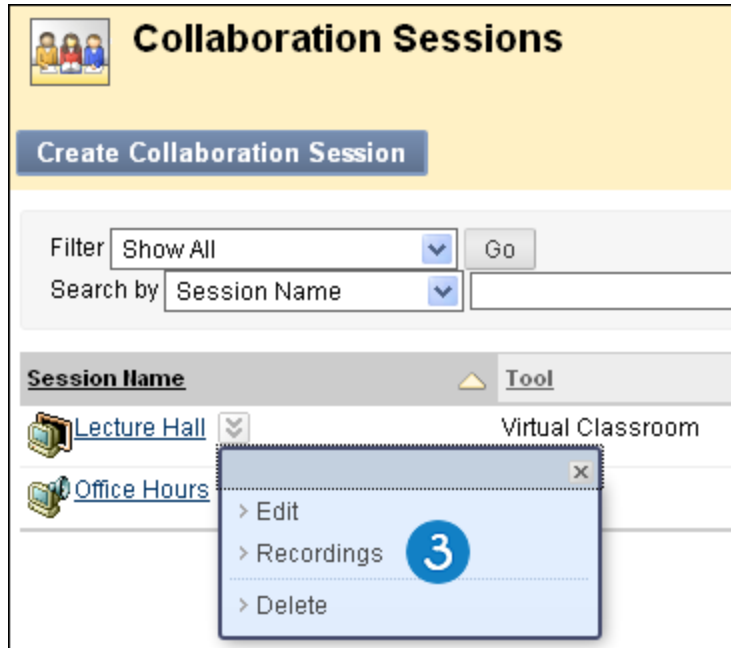 Collaboration Sessions
Create Collaboration Session
Filter Show All Go
Search by Session Name
Session Name Tool
Lecture Hall Virtual Classroom
Office Hours
> Edit
> Recordings 3
> Delete